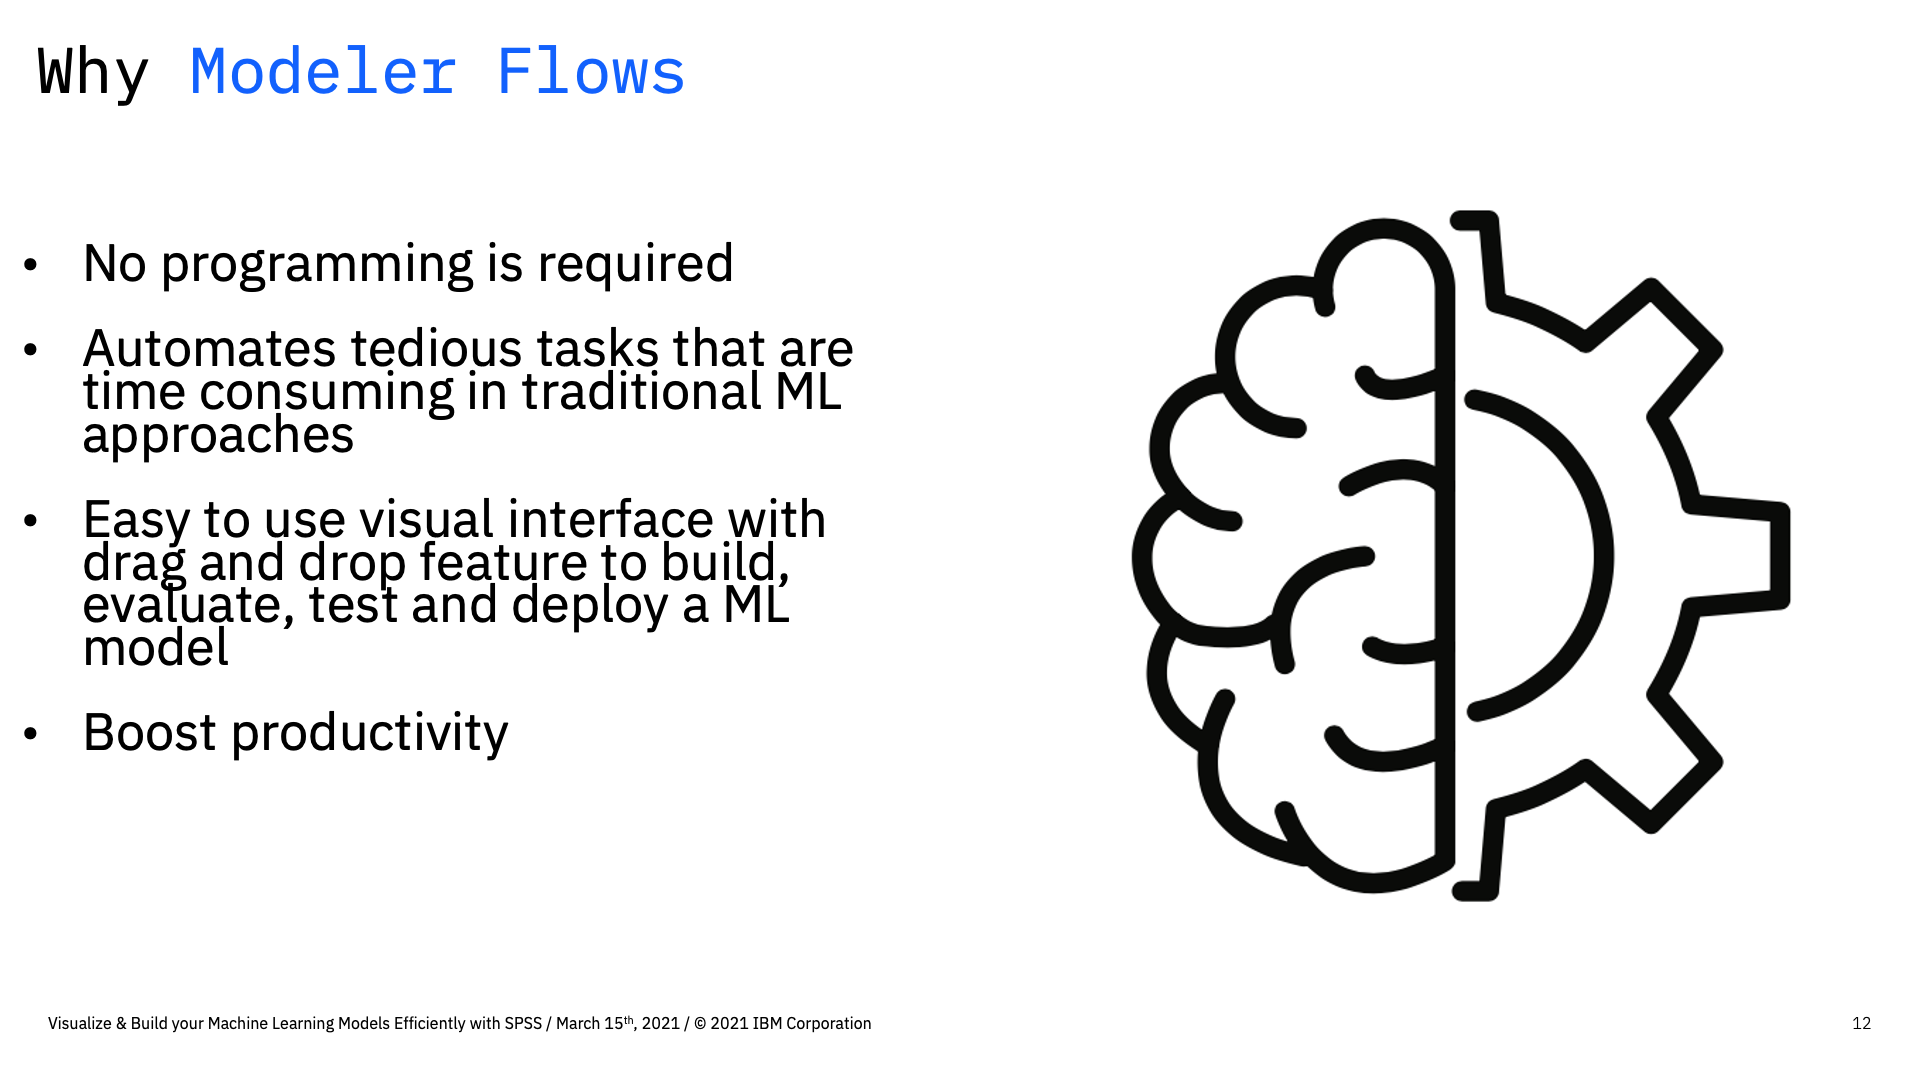 Why Modeler Flows
• No programming is required
• Automates tedious tasks that are
time consuming in traditional ML
approaches
• Easy to use visual interface with
drag and drop feature to build,
evaluate, test and deploy a ML
model
• Boost productivity
Visualize & Build your Machine Learning Models Efficiently with SPSS / March 15th, 2021 / © 2021 IBM Corporation
12